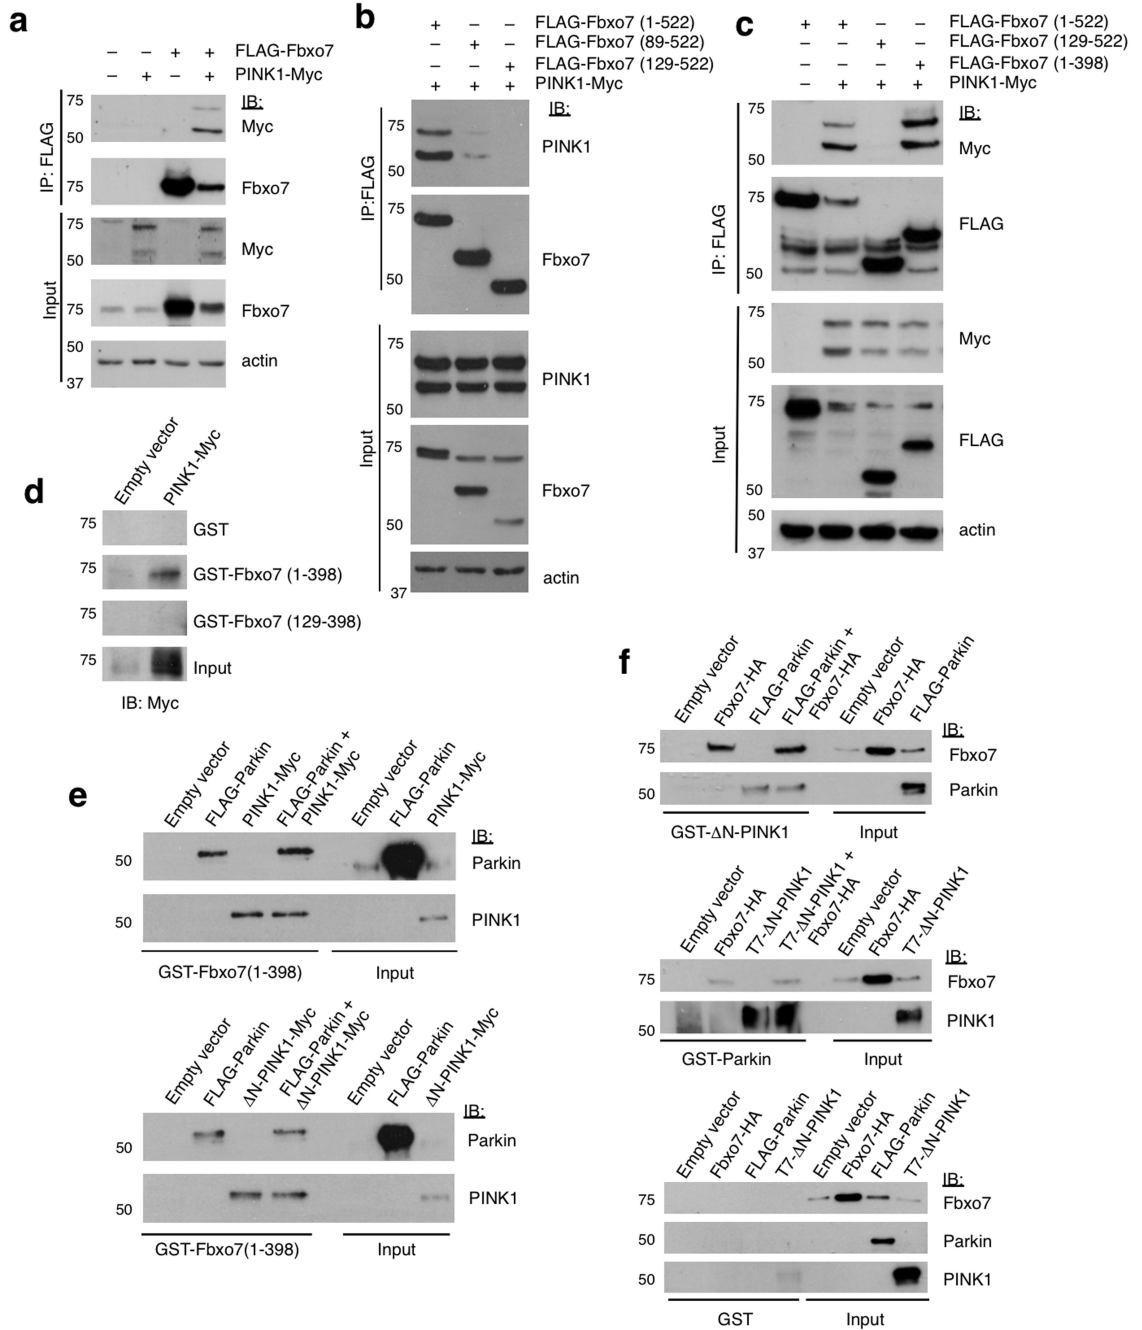 a
– – + + FLAG-Fbxo7
– + – + PINK1-Myc
IP: FLAG
IB:
75
50
Myc
75
Fbxo7
Input
75
50
Myc
75
Fbxo7
50
37
actin
b
+ – – FLAG-Fbxo7 (1-522)
– + – FLAG-Fbxo7 (89-522)
– – + FLAG-Fbxo7 (129-522)
+ + + PINK1-Myc
IB:
IP:FLAG
75
50
PINK1
75
50
Fbxo7
Input
75
50
PINK1
75
50
Fbxo7
37
actin
c
+ + – – FLAG-Fbxo7 (1-522)
– – + – FLAG-Fbxo7 (129-522)
– – – + FLAG-Fbxo7 (1-398)
– + + + PINK1-Myc
IP: FLAG
IB:
75
50
Myc
75
50
FLAG
Input
75
50
Myc
75
50
FLAG
50
37
actin
d
Empty vector
PINK1-Myc
75
GST
75
GST-Fbxo7 (1-398)
75
GST-Fbxo7 (129-398)
75
Input
IB: Myc
e
Empty vector
FLAG-Parkin
PINK1-Myc
FLAG-Parkin +
PINK1-Myc
Empty vector
FLAG-Parkin
PINK1-Myc
IB:
50
Parkin
50
PINK1
GST-Fbxo7(1-398)
Input
Empty vector
FLAG-Parkin
ΔN-PINK1-Myc
FLAG-Parkin +
ΔN-PINK1-Myc
Empty vector
FLAG-Parkin
ΔN-PINK1-Myc
IB:
50
Parkin
50
PINK1
GST-Fbxo7(1-398)
Input
f
Empty vector
Fbxo7-HA
FLAG-Parkin
FLAG-Parkin +
Fbxo7-HA
Empty vector
Fbxo7-HA
FLAG-Parkin
IB:
75
Fbxo7
50
Parkin
GST-ΔN-PINK1
Input
Empty vector
Fbxo7-HA
T7-ΔN-PINK1
T7-ΔN-PINK1 +
Fbxo7-HA
Empty vector
Fbxo7-HA
T7-ΔN-PINK1
IB:
75
Fbxo7
50
PINK1
GST-Parkin
Input
Empty vector
Fbxo7-HA
FLAG-Parkin
T7-ΔN-PINK1
Empty vector
Fbxo7-HA
FLAG-Parkin
T7-ΔN-PINK1
IB:
75
Fbxo7
50
Parkin
50
PINK1
GST
Input